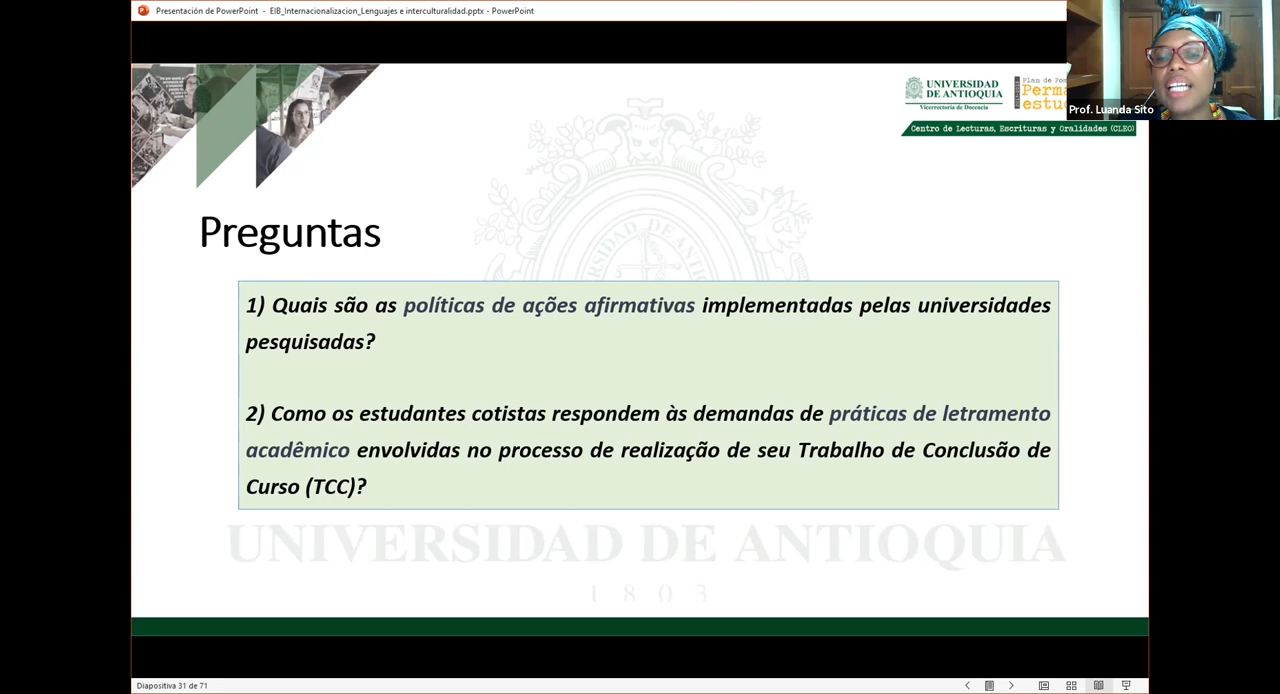 Presentación de PowerPoint - EIB_Internacionalizacion_Lenguajes e interculturalidad.pptx - PowerPoint
UNIVERSIDAD
DE ANTIOQUIA
Vicerrectoría de Docencia
Plan de
Centro de Lecturas, Escrituras y Oralidades (CLEO)
Prof. Luanda Sito
Preguntas
1) Quais são as políticas de ações afirmativas implementadas pelas universidades
pesquisadas?
2) Como os estudantes cotistas respondem às demandas de práticas de letramento
acadêmico envolvidas no processo de realização de seu Trabalho de Conclusão de
Curso (TCC)?
UNIVERSIDAD DE ANTIOQUIA
1803
Diapositiva 31 de 71